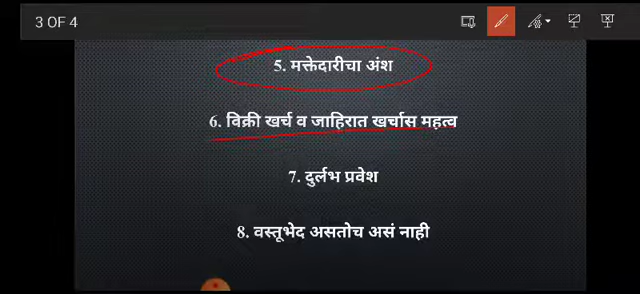 3 OF 4
5. मक्तेदारीचा अंश
6. विक्री खर्च व जाहिरात खर्चास महत्व
7. दुर्लभ प्रवेश
8. वस्तूभेद असतोच असं नाही